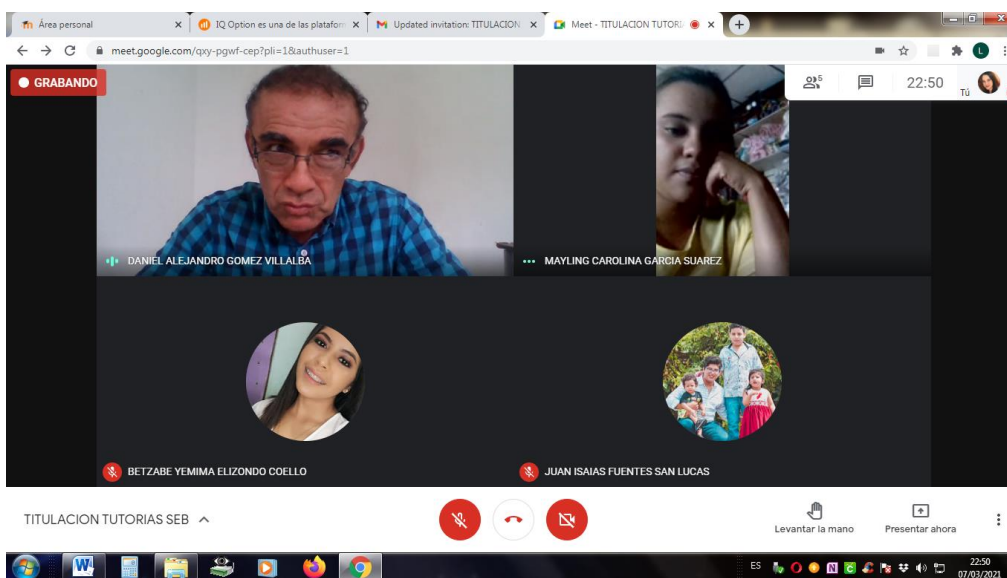 Área personal
IQ Option es una de las plataform
Updated invitation: TITULACION
Meet - TITULACION TUTORI
meet.google.com/qxy-pgwf-cep?pli=1&authuser=1
L
GRABANDO
5
22:50
Tú
DANIEL ALEJANDRO GOMEZ VILLALBA
MAYLING CAROLINA GARCIA SUAREZ
BETZABE YEMIMA ELIZONDO COELLO
JUAN ISAIAS FUENTES SAN LUCAS
TITULACION TUTORIAS SEB
Levantar la mano
Presentar ahora
W
ES
N
22:50
07/03/2021